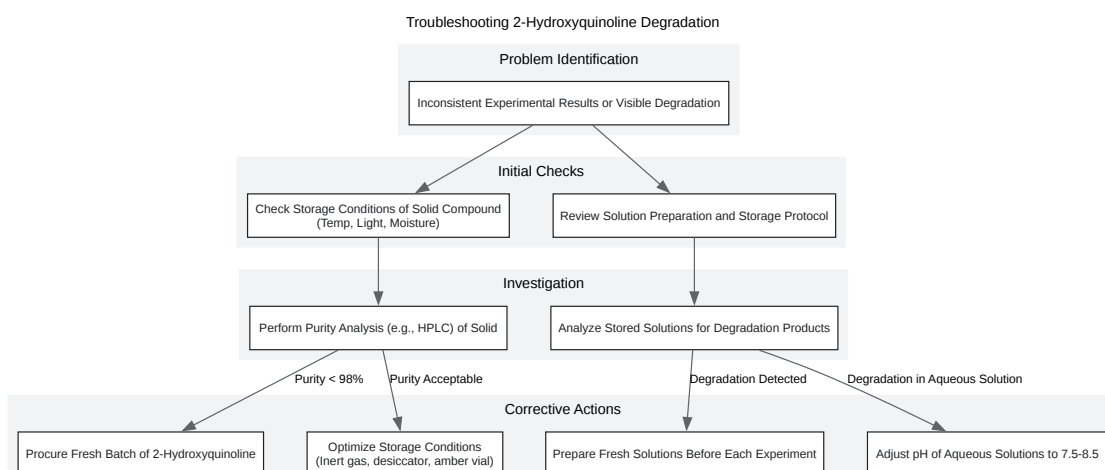 Troubleshooting 2-Hydroxyquinoline Degradation
Problem Identification
Inconsistent Experimental Results or Visible Degradation
Initial Checks
Check Storage Conditions of Solid Compound
(Temp, Light, Moisture)
Review Solution Preparation and Storage Protocol
Investigation
Perform Purity Analysis (e.g., HPLC) of Solid
Analyze Stored Solutions for Degradation Products
Purity < 98%
Purity Acceptable
Degradation Detected
Degradation in Aqueous Solution
Corrective Actions
Procure Fresh Batch of 2-Hydroxyquinoline
Optimize Storage Conditions
(Inert gas, desiccator, amber vial)
Prepare Fresh Solutions Before Each Experiment
Adjust pH of Aqueous Solutions to 7.5-8.5